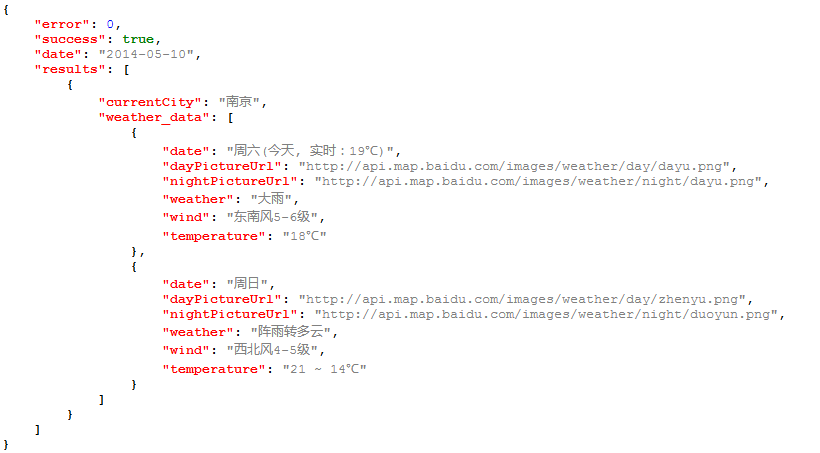 {
"error": 0,
"success": true,
"date": "2014-05-10",
"results": [
{
"currentCity": "南京",
"weather_data": [
{
"date": "周六(今天, 实时：19℃)",
"dayPictureUrl": "http://api.map.baidu.com/images/weather/day/dayu.png",
"nightPictureUrl": "http://api.map.baidu.com/images/weather/night/dayu.png",
"weather": "大雨",
"wind": "东南风5-6级",
"temperature": "18℃"
},
{
"date": "周日",
"dayPictureUrl": "http://api.map.baidu.com/images/weather/day/zhenyu.png",
"nightPictureUrl": "http://api.map.baidu.com/images/weather/night/duoyun.png",
"weather": "阵雨转多云",
"wind": "西北风4-5级",
"temperature": "21 ~ 14℃"
}
]
}
]
}